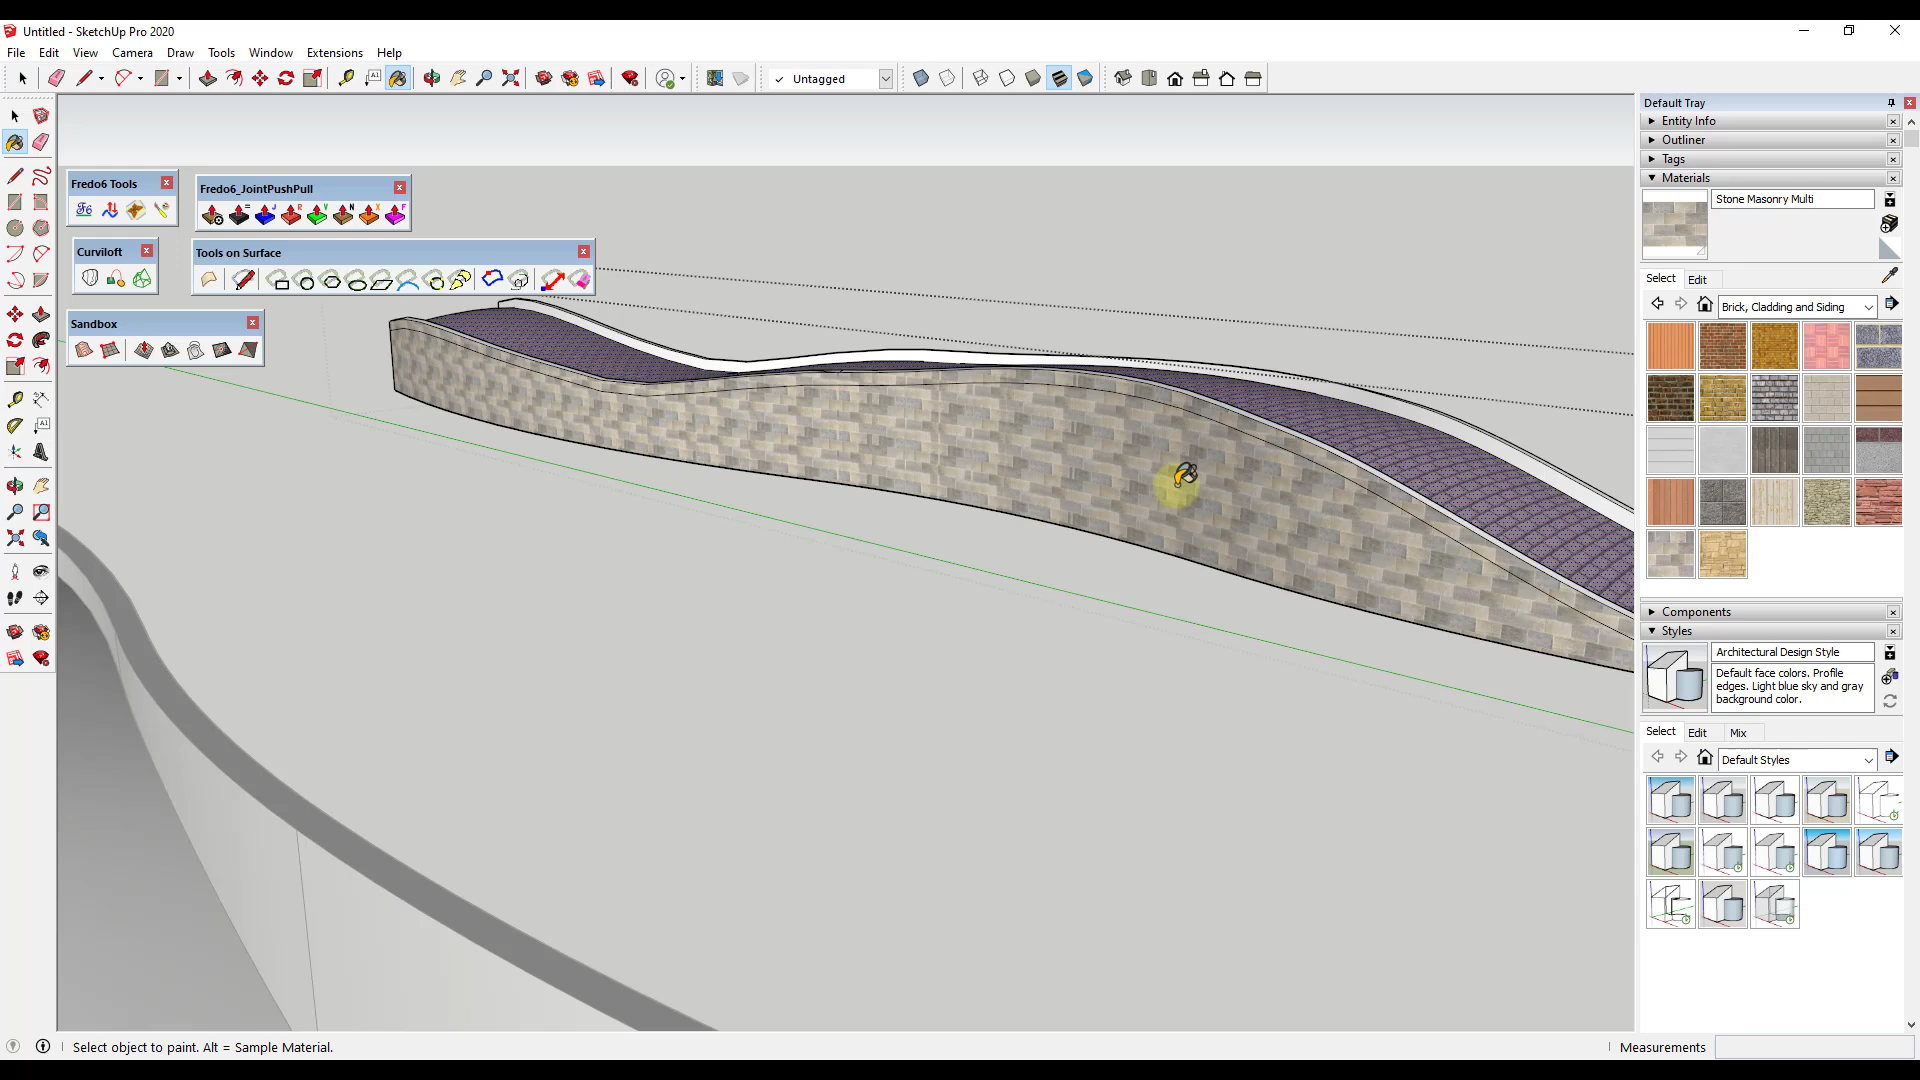 Untitled - SketchUp Pro 2020
File Edit View Camera Draw Tools Window Extensions Help
Untagged
Default Tray
Entity Info
Outliner
Tags
Materials
Stone Masonry Multi
Select Edit
Brick, Cladding and Siding
Fredo6 Tools
Fredo6_JointPushPull
Curviloft
Tools on Surface
Sandbox
Components
Styles
Architectural Design Style
Default face colors. Profile
edges. Light blue sky and gray
background color.
Select Edit Mix
Default Styles
Select object to paint. Alt = Sample Material.
Measurements